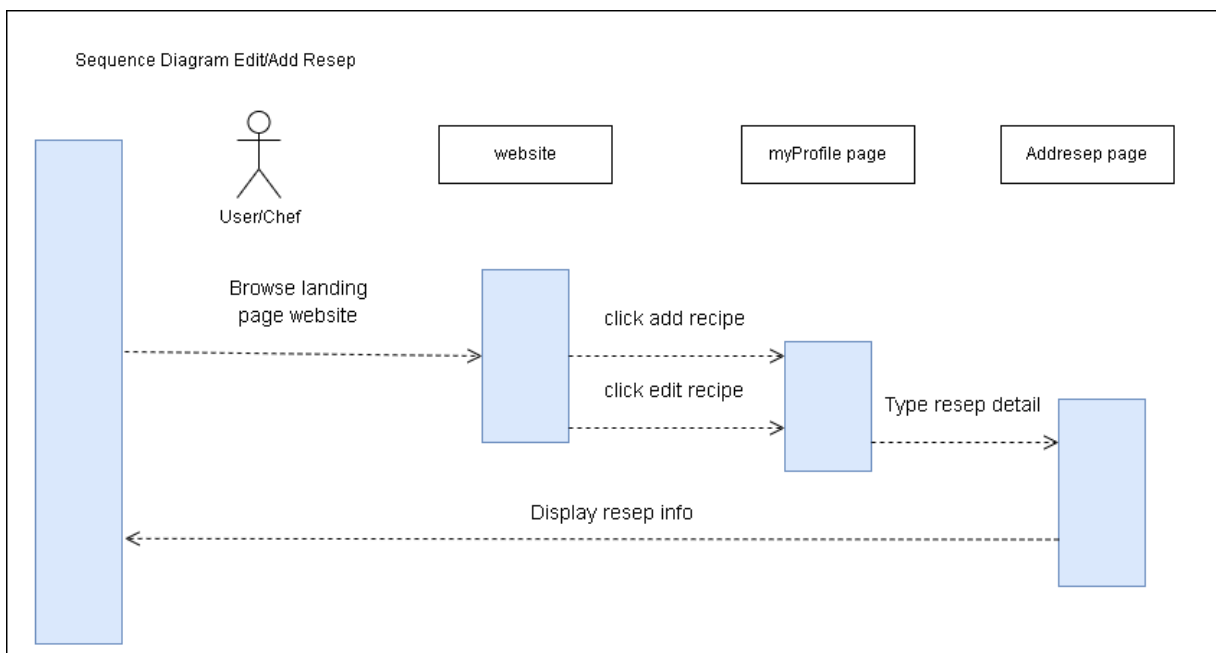 Sequence Diagram Edit/Add Resep
website
myProfile page
Addresep page
User/Chef
Browse landing
page website
click add recipe
click edit recipe
Type resep detail
Display resep info